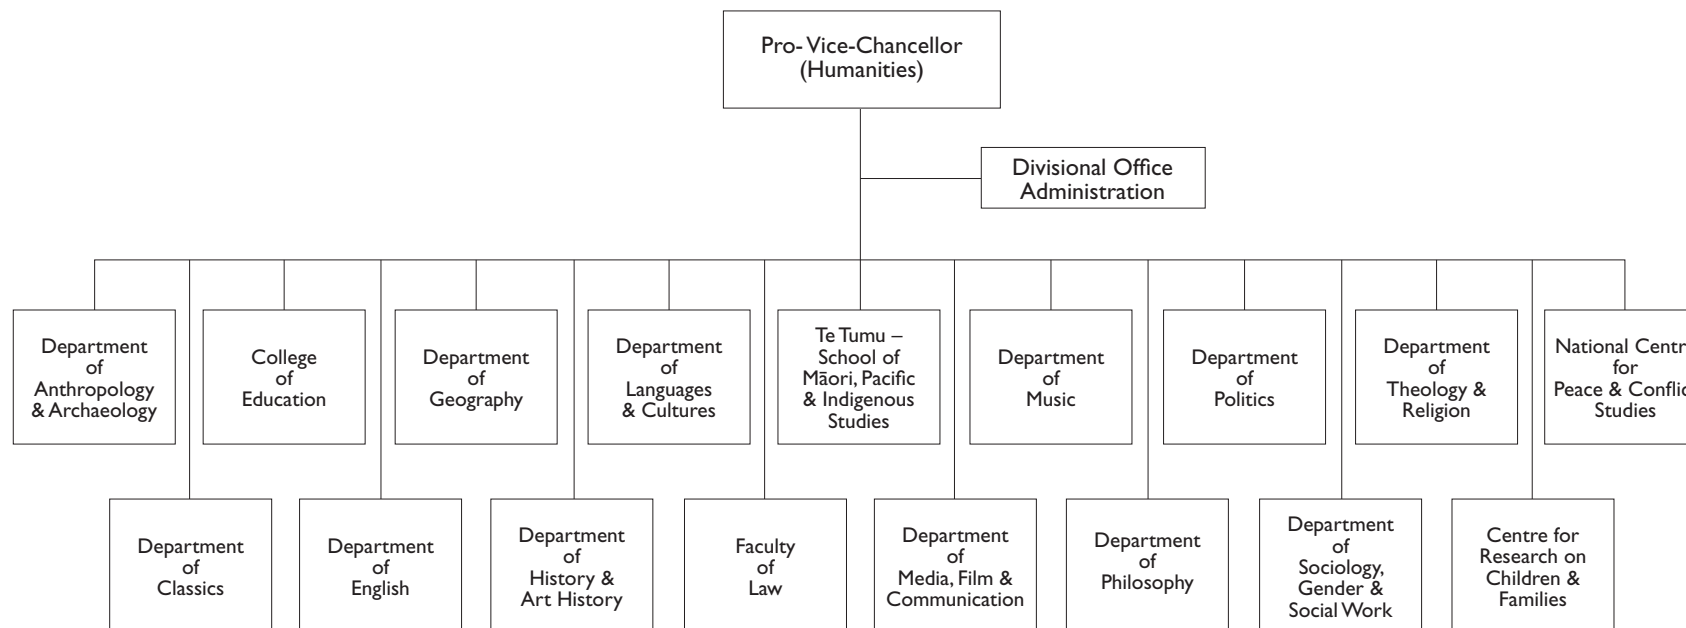 Pro-Vice-Chancellor
(Humanities)
Divisional Office
Administration
Department
of
Anthropology
& Archaeology
College
of
Education
Department
of
Geography
Department
of
Languages
& Cultures
Te Tumu –
School of
Māori, Pacific
& Indigenous
Studies
Department
of
Music
Department
of
Politics
Department
of
Theology &
Religion
National Centr
for
Peace & Conflic
Studies
Department
of
Classics
Department
of
English
Department
of
History &
Art History
Faculty
of
Law
Department
of
Media, Film &
Communication
Department
of
Philosophy
Department
of
Sociology,
Gender &
Social Work
Centre for
Research on
Children &
Families